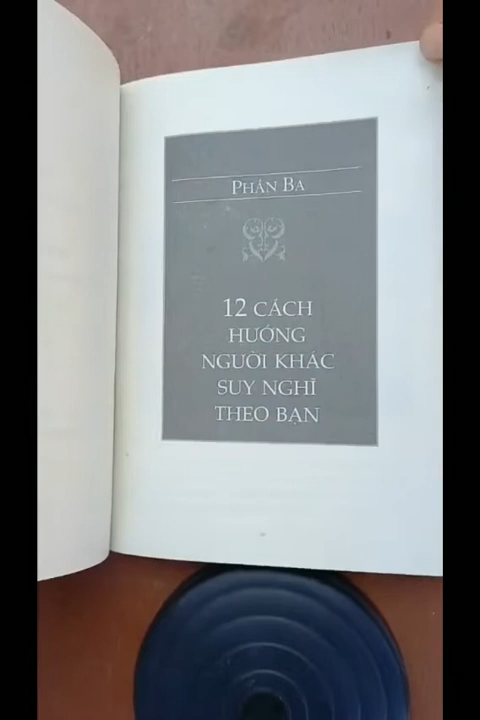 PHẦN BA
12 CÁCH
HƯỚNG
NGƯỜI KHÁC
SUY NGHĨ
THEO BẠN